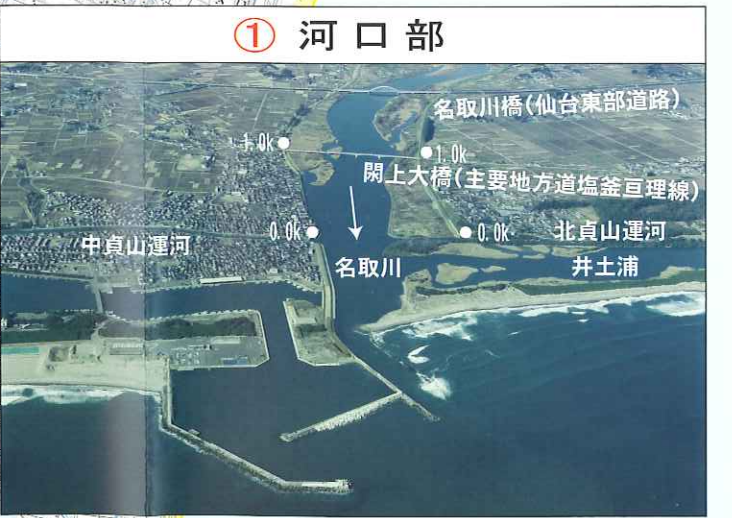 ① 河口部
名取川橋(仙台東部道路)
1.0k
1.0k
閖上大橋(主要地方道塩釜亘理線)
0.0k
0.0k
北貞山運河
中貞山運河
名取川
井土浦